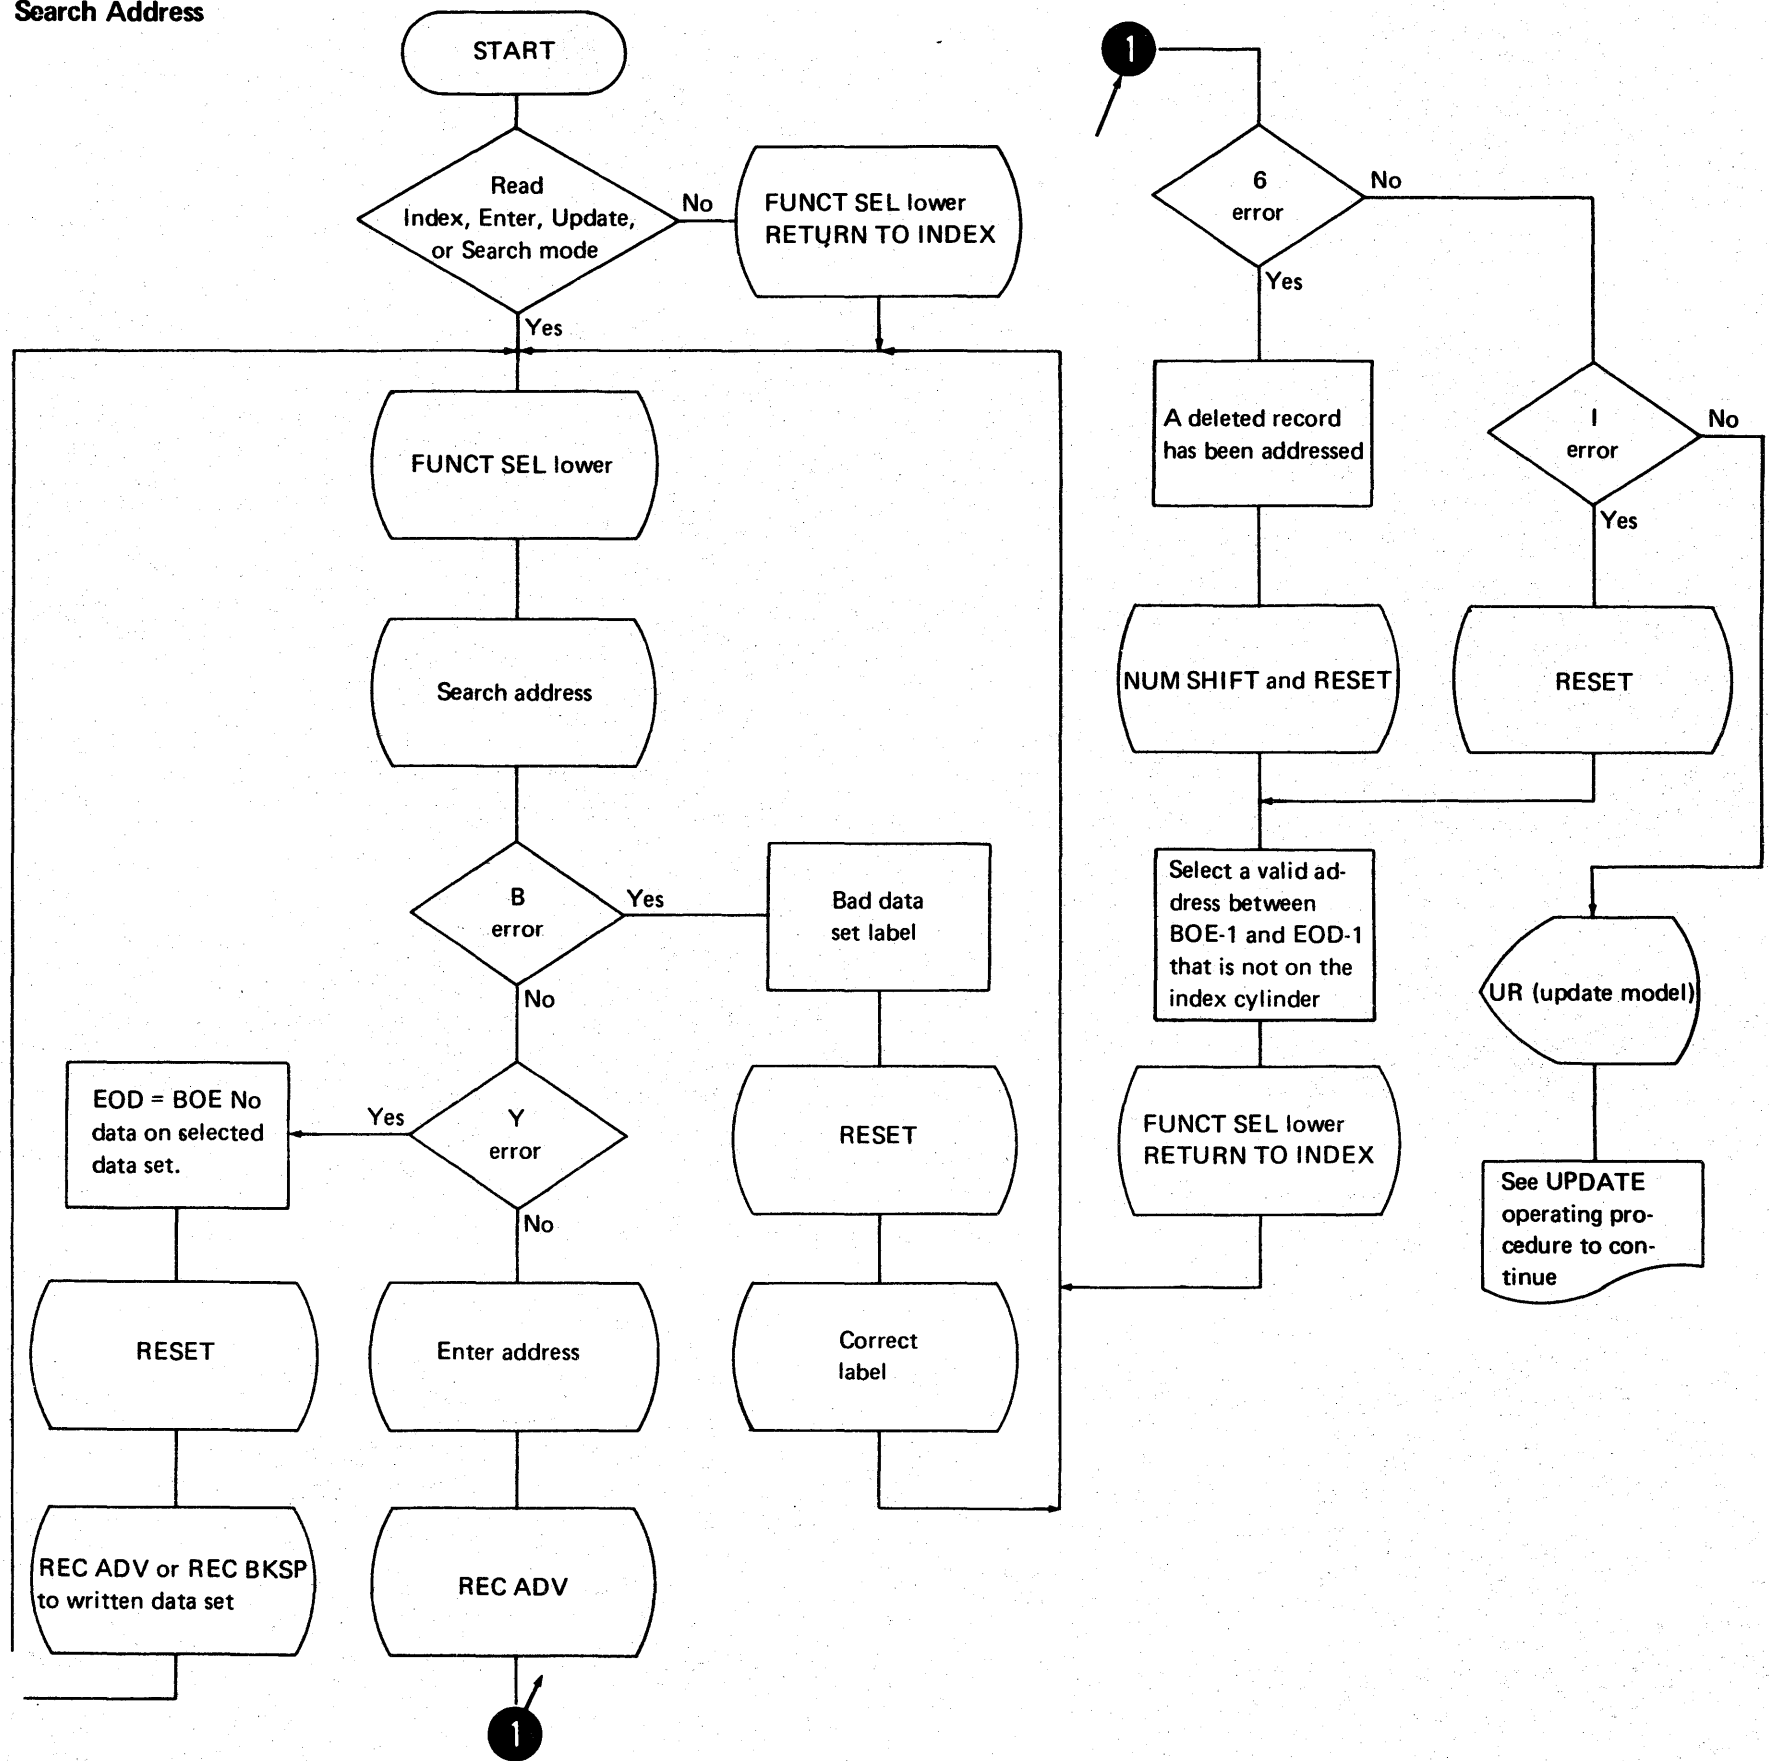 Search Address
START
Read
Index, Enter, Update,
or Search mode
No
FUNCT SEL lower
RETURN TO INDEX
Yes
FUNCT SEL lower
Search address
B
error
Yes
Bad data
set label
No
RESET
Correct
label
Y
error
Yes
EOD = BOE No
data on selected
data set.
No
RESET
REC ADV or REC BKSP
to written data set
Enter address
REC ADV
1
1
6
error
No
Yes
A deleted record
has been addressed
NUM SHIFT and RESET
I
error
No
Yes
RESET
Select a valid ad-
dress between
BOE-1 and EOD-1
that is not on the
index cylinder
FUNCT SEL lower
RETURN TO INDEX
UR (update model)
See UPDATE
operating pro-
cedure to con-
tinue